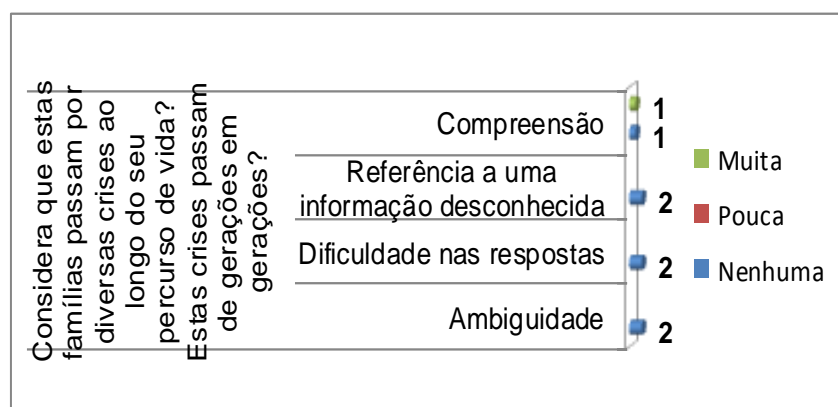 Considera que estas
famílias passam por
diversas crises ao
longo do seu
percurso de vida?
Estas crises passam
de gerações em
gerações?
Compreensão
1
1
Referência a uma
informação desconhecida
2
Dificuldade nas respostas
2
Ambiguidade
2
Muita
Pouca
Nenhuma